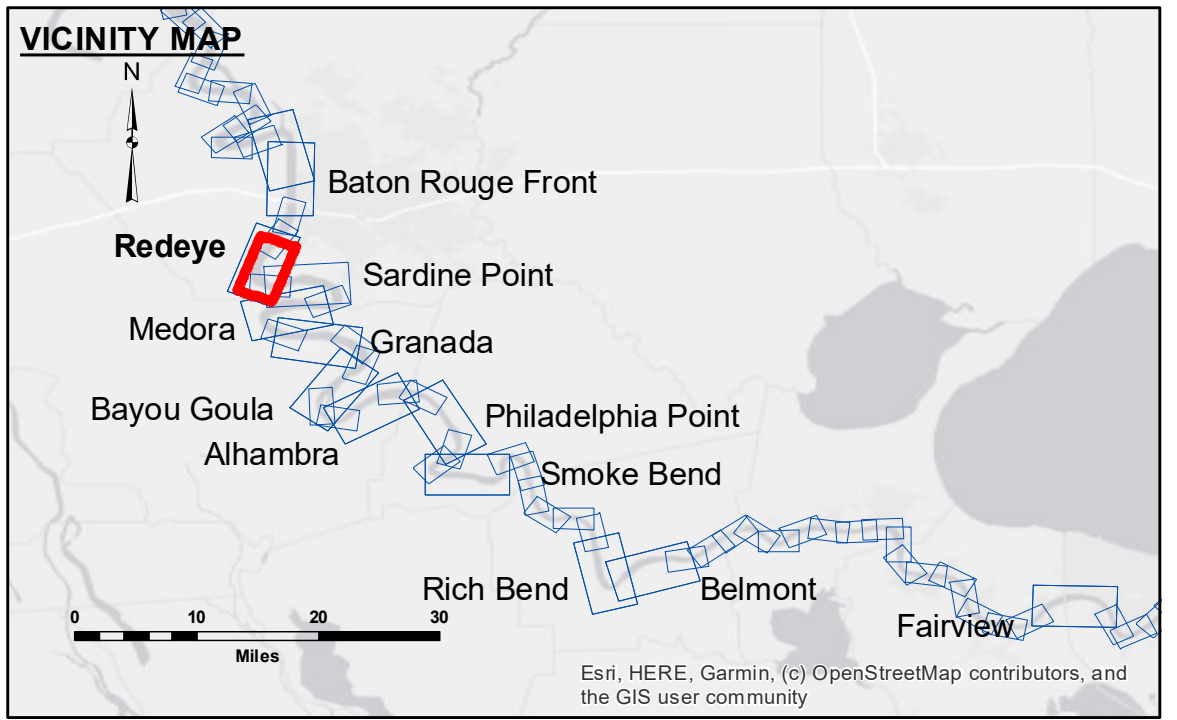 VICINITY MAP
N
Baton Rouge Front
Redeye
Sardine Point
Medora
Granada
Bayou Goula
Philadelphia Point
Alhambra
Smoke Bend
Rich Bend
Belmont
Fairview
0 10 20 30
Miles
Esri, HERE, Garmin, (c) OpenStreetMap contributors, and
the GIS user community